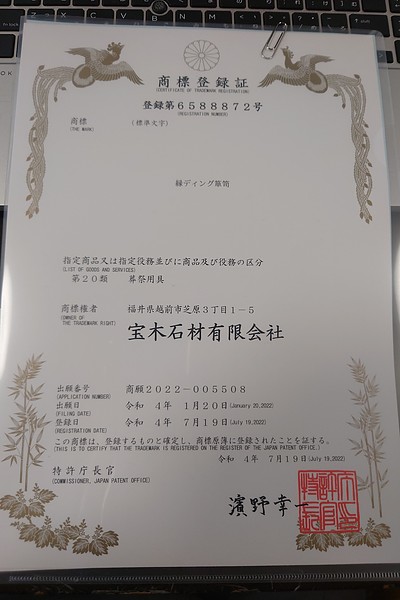 商標登録証
(CERTIFICATE OF TRADEMARK REGISTRATION)
登録第6588872号
(REGISTRATION NUMBER)
商標
(THE MARK)
(標準文字)
縁ディング箪笥
指定商品又は指定役務並びに商品及び役務の区分
(LIST OF GOODS AND SERVICES)
第20類 葬祭用具
商標権者 福井県越前市芝原3丁目1-5
(OWNER OF THE TRADEMARK RIGHT)
宝木石材有限会社
出願番号 商願2022-005508
(APPLICATION NUMBER)
出願日 令和 4年 1月20日(January 20,2022)
(FILING DATE)
登録日 令和 4年 7月19日(July 19,2022)
(REGISTRATION DATE)
この商標は、登録するものと確定し、商標原簿に登録されたことを証する。
(THIS IS TO CERTIFY THAT THE TRADEMARK IS REGISTERED ON THE REGISTER OF THE JAPAN PATENT OFFICE.)
令和 4年 7月19日(July 19,2022)
特許庁長官
(COMMISSIONER, JAPAN PATENT OFFICE)
濱野幸一